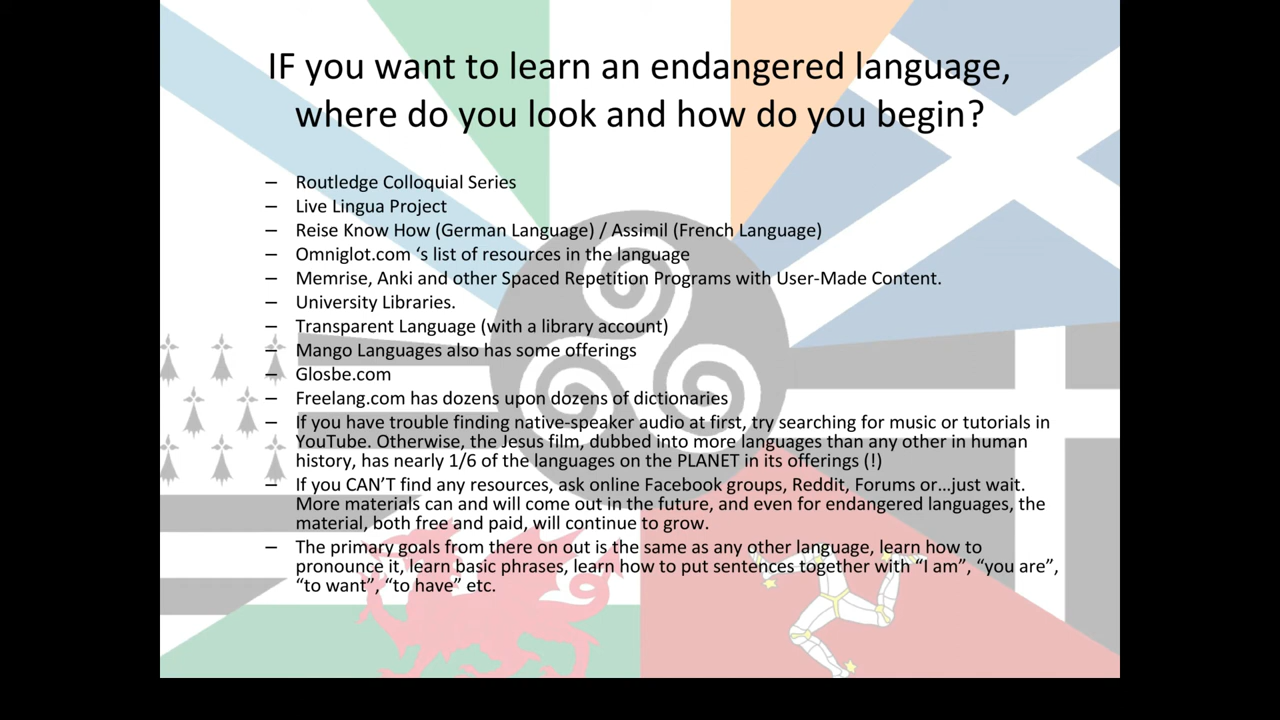 IF you want to learn an endangered language,
where do you look and how do you begin?
– Routledge Colloquial Series
– Live Lingua Project
– Reise Know How (German Language) / Assimil (French Language)
– Omniglot.com ‘s list of resources in the language
– Memrise, Anki and other Spaced Repetition Programs with User-Made Content.
– University Libraries.
– Transparent Language (with a library account)
– Mango Languages also has some offerings
– Glosbe.com
– Freelang.com has dozens upon dozens of dictionaries
– If you have trouble finding native-speaker audio at first, try searching for music or tutorials in
YouTube. Otherwise, the Jesus film, dubbed into more languages than any other in human
history, has nearly 1/6 of the languages on the PLANET in its offerings (!)
– If you CAN’T find any resources, ask online Facebook groups, Reddit, Forums or…just wait.
More materials can and will come out in the future, and even for endangered languages, the
material, both free and paid, will continue to grow.
– The primary goals from there on out is the same as any other language, learn how to
pronounce it, learn basic phrases, learn how to put sentences together with “I am”, “you are”,
“to want”, “to have” etc.